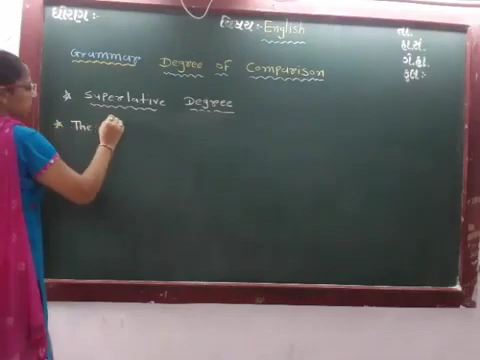 ધોરણ:-
વિષય:- English
તા.
હા.સં.
ગે.હા.
કુલ:-
Grammar Degree of Comparison
* Superlative Degree
* The